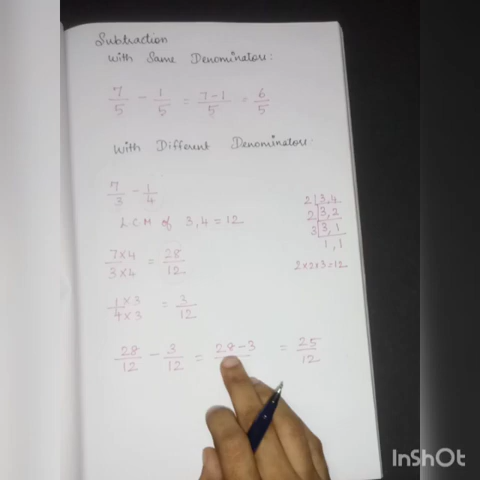 Subtraction
with Same Denominators:
7/5 - 1/5 = 7-1/5 = 6/5
With Different Denominators:
7/3 - 1/4
L.C.M of 3,4 = 12
2 | 3, 4
2 | 3, 2
3 | 3, 1
1, 1
2×2×3=12
7×4/3×4 = 28/12
1×3/4×3 = 3/12
28/12 - 3/12 = 28-3 = 25/12
InShOt